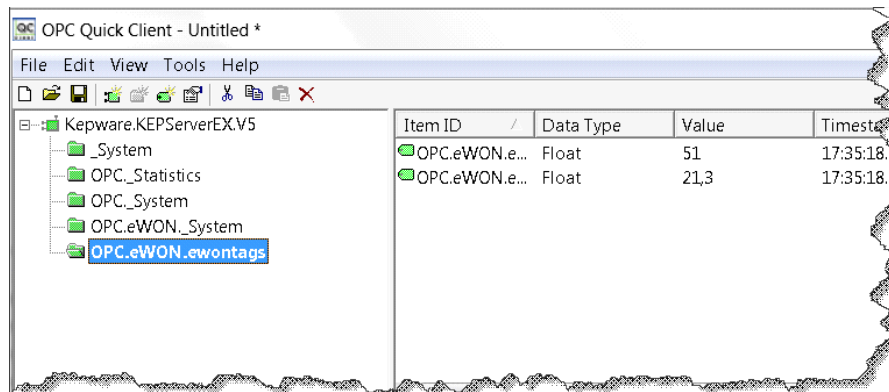 OPC Quick Client - Untitled *
File Edit View Tools Help
Kepware.KEPServerEX.V5
_System
OPC._Statistics
OPC._System
OPC.eWON._System
OPC.eWON.ewontags
Item ID / Data Type Value Timesta
OPC.eWON.e... Float 51 17:35:18.
OPC.eWON.e... Float 21,3 17:35:18.